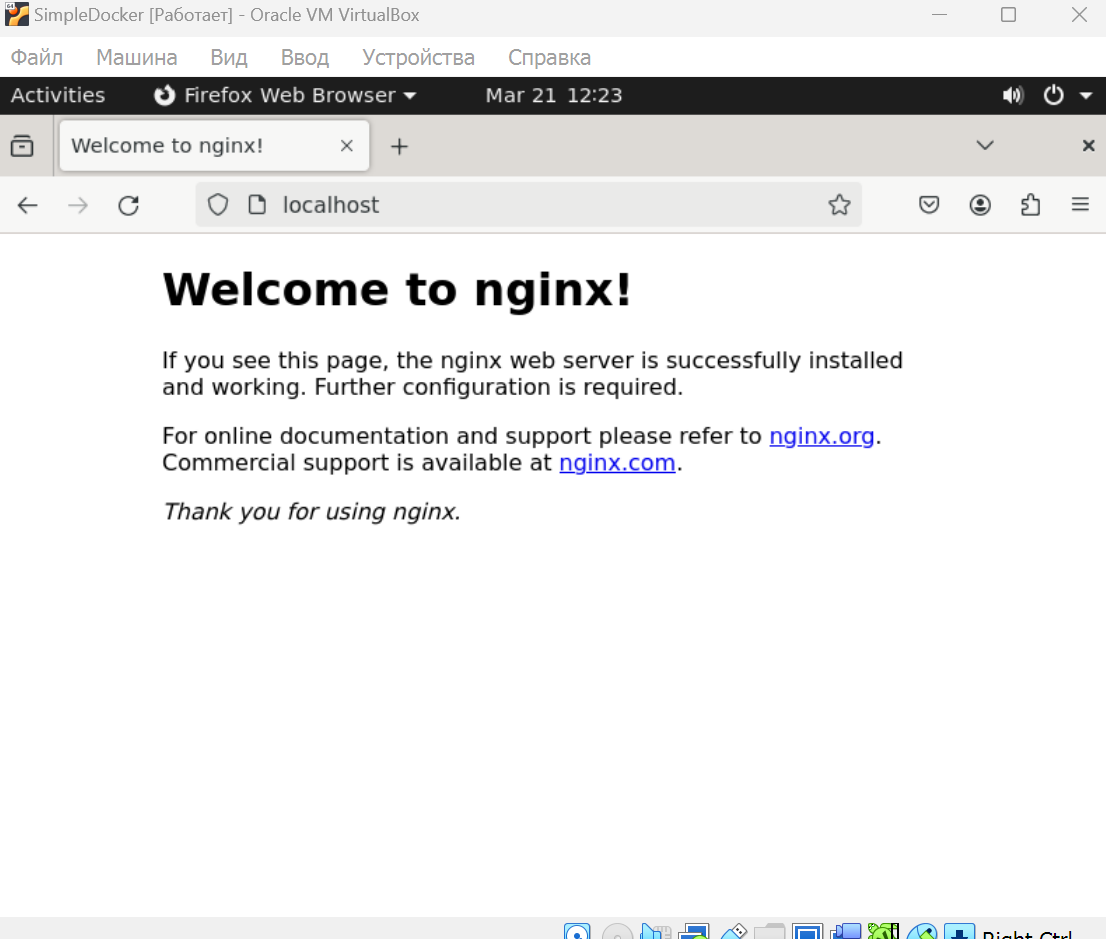 SimpleDocker [Работает] - Oracle VM VirtualBox
Файл Машина Вид Ввод Устройства Справка
Activities Firefox Web Browser Mar 21 12:23
Welcome to nginx!
localhost
Welcome to nginx!
If you see this page, the nginx web server is successfully installed
and working. Further configuration is required.
For online documentation and support please refer to nginx.org.
Commercial support is available at nginx.com.
Thank you for using nginx.
Right Ctrl